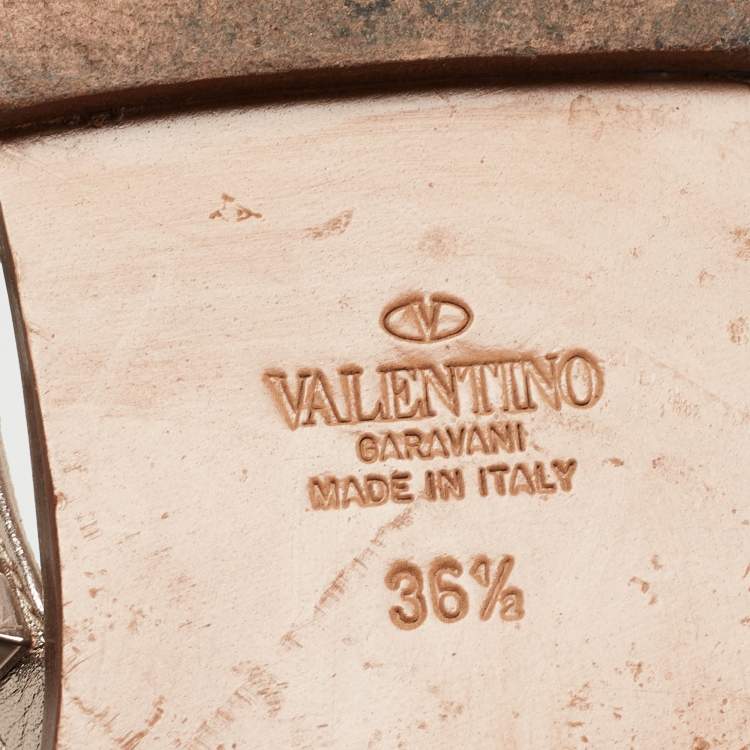 V
VALENTINO
GARAVANI
MADE IN ITALY
36½